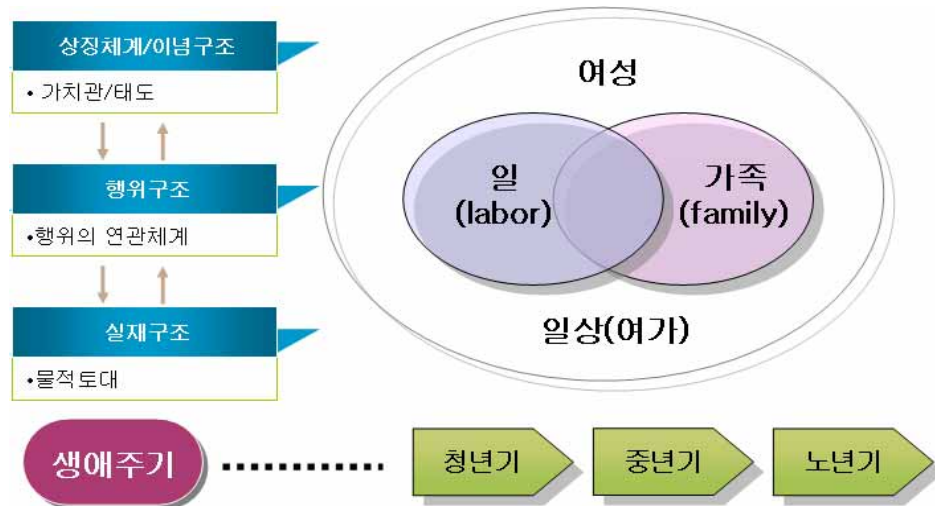 상징체계/이념구조
• 가치관/태도
행위구조
•행위의 연관체계
실재구조
•물적토대
여성
일
(labor)
가족
(family)
일상(여가)
생애주기
청년기
중년기
노년기